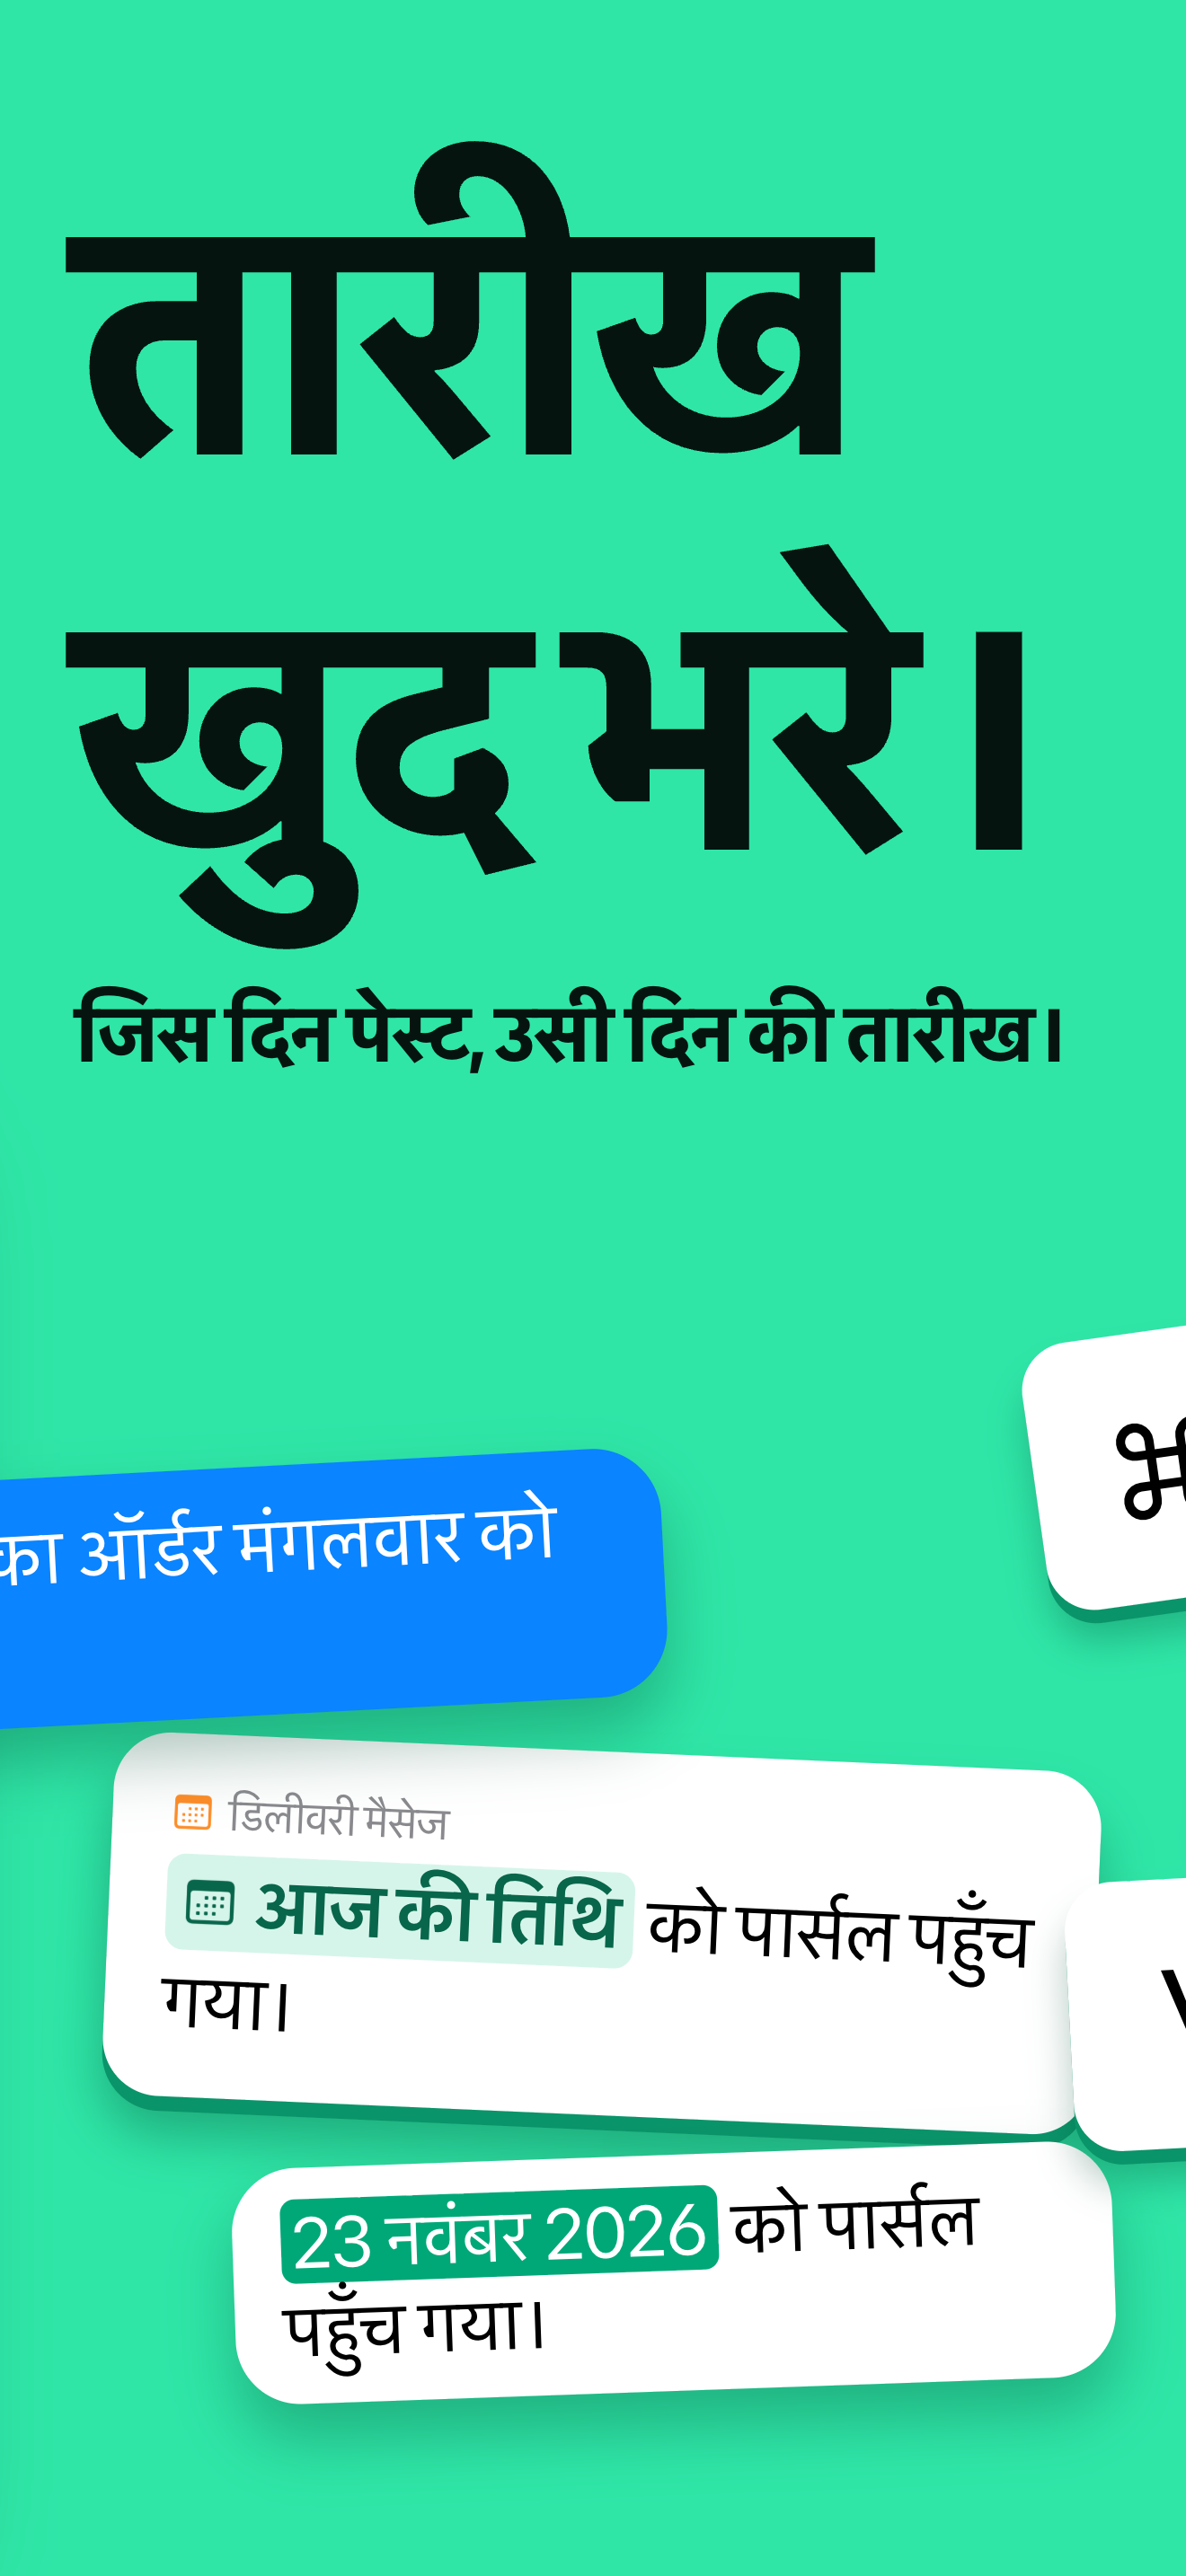 तारीख
खुद भरे।
जिस दिन पेस्ट, उसी दिन की तारीख।
⌘
का ऑर्डर मंगलवार को
डिलीवरी मैसेज
आज की तिथि को पार्सल पहुँच
गया।
V
23 नवंबर 2026 को पार्सल
पहुँच गया।